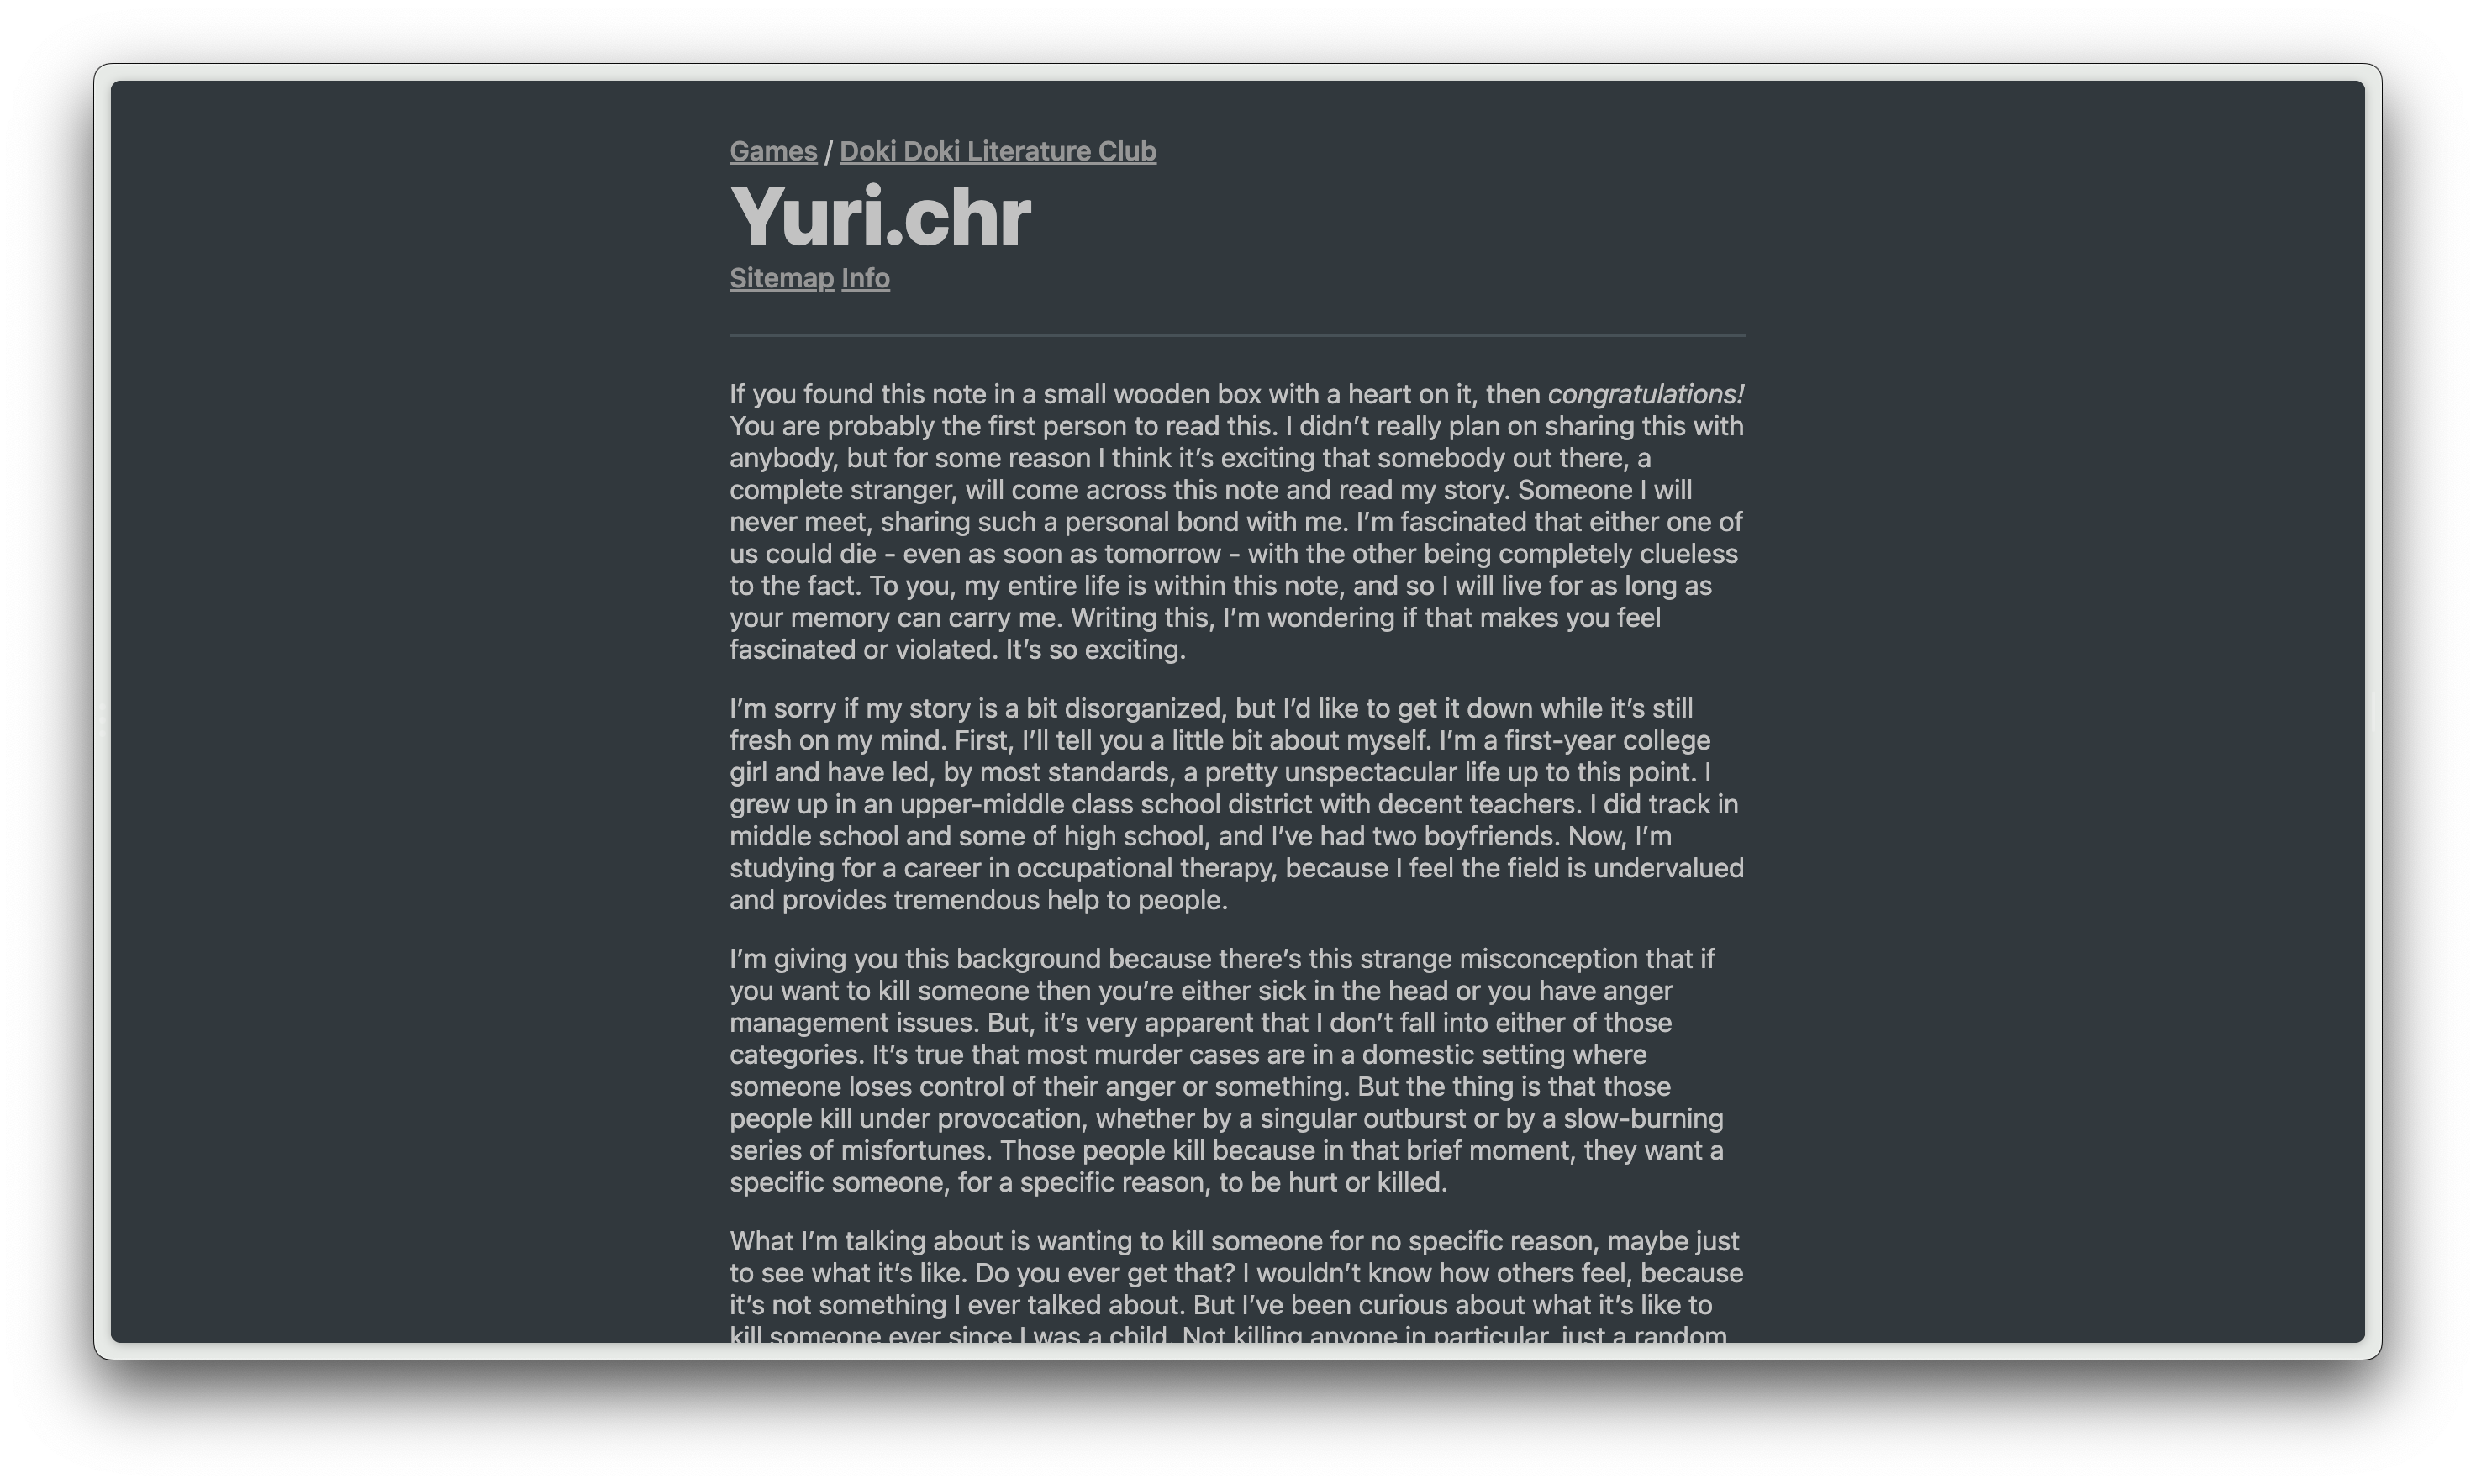 Games / Doki Doki Literature Club
Yuri.chr
Sitemap Info
If you found this note in a small wooden box with a heart on it, then congratulations!
You are probably the first person to read this. I didn’t really plan on sharing this with
anybody, but for some reason I think it’s exciting that somebody out there, a
complete stranger, will come across this note and read my story. Someone I will
never meet, sharing such a personal bond with me. I’m fascinated that either one of
us could die - even as soon as tomorrow - with the other being completely clueless
to the fact. To you, my entire life is within this note, and so I will live for as long as
your memory can carry me. Writing this, I’m wondering if that makes you feel
fascinated or violated. It’s so exciting.
I’m sorry if my story is a bit disorganized, but I’d like to get it down while it’s still
fresh on my mind. First, I’ll tell you a little bit about myself. I’m a first-year college
girl and have led, by most standards, a pretty unspectacular life up to this point. I
grew up in an upper-middle class school district with decent teachers. I did track in
middle school and some of high school, and I’ve had two boyfriends. Now, I’m
studying for a career in occupational therapy, because I feel the field is undervalued
and provides tremendous help to people.
I’m giving you this background because there’s this strange misconception that if
you want to kill someone then you’re either sick in the head or you have anger
management issues. But, it’s very apparent that I don’t fall into either of those
categories. It’s true that most murder cases are in a domestic setting where
someone loses control of their anger or something. But the thing is that those
people kill under provocation, whether by a singular outburst or by a slow-burning
series of misfortunes. Those people kill because in that brief moment, they want a
specific someone, for a specific reason, to be hurt or killed.
What I’m talking about is wanting to kill someone for no specific reason, maybe just
to see what it’s like. Do you ever get that? I wouldn’t know how others feel, because
it’s not something I ever talked about. But I’ve been curious about what it’s like to
kill someone ever since I was a child. Not killing anyone in particular, just a random